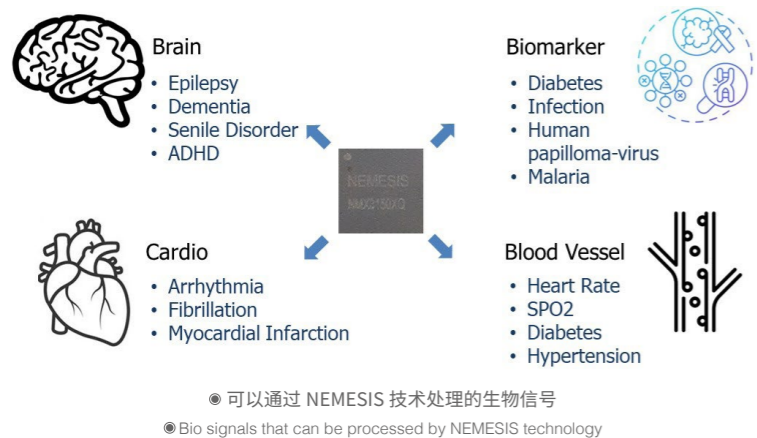 Brain
• Epilepsy
• Dementia
• Senile Disorder
• ADHD
Biomarker
• Diabetes
• Infection
• Human
papilloma-virus
• Malaria
NEMESIS
Cardio
• Arrhythmia
• Fibrillation
• Myocardial Infarction
Blood Vessel
• Heart Rate
• SPO2
• Diabetes
• Hypertension
◉ 可以通过 NEMESIS 技术处理的生物信号
◉Bio signals that can be processed by NEMESIS technology